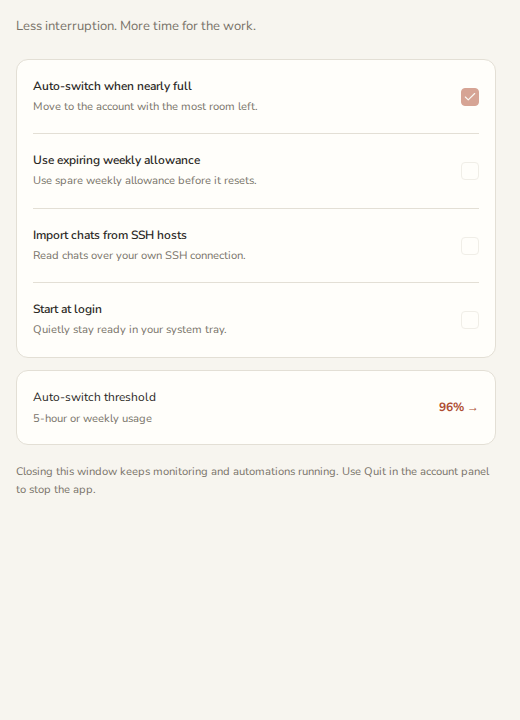 Less interruption. More time for the work.
Auto-switch when nearly full
Move to the account with the most room left.
Use expiring weekly allowance
Use spare weekly allowance before it resets.
Import chats from SSH hosts
Read chats over your own SSH connection.
Start at login
Quietly stay ready in your system tray.
Auto-switch threshold
96% →
5-hour or weekly usage
Closing this window keeps monitoring and automations running. Use Quit in the account panel
to stop the app.